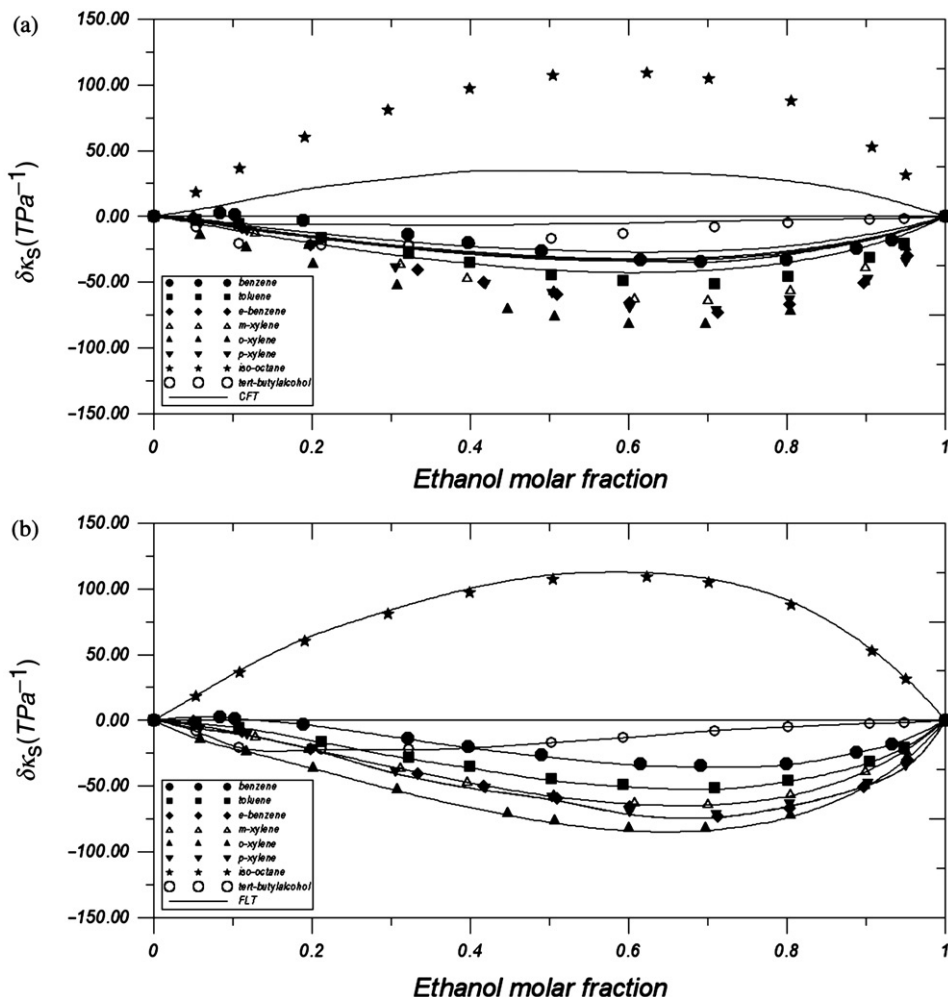 (a)
150.00
100.00
50.00
0.00
−50.00
−100.00
−150.00
δκS(TPa−1)
benzene
toluene
e-benzene
m-xylene
o-xylene
p-xylene
iso-octane
tert-butylalcohol
CFT
0 0.2 0.4 0.6 0.8 1
Ethanol molar fraction
(b)
150.00
100.00
50.00
0.00
−50.00
−100.00
−150.00
δκS(TPa−1)
benzene
toluene
e-benzene
m-xylene
o-xylene
p-xylene
iso-octane
tert-butylalcohol
FLT
0 0.2 0.4 0.6 0.8 1
Ethanol molar fraction